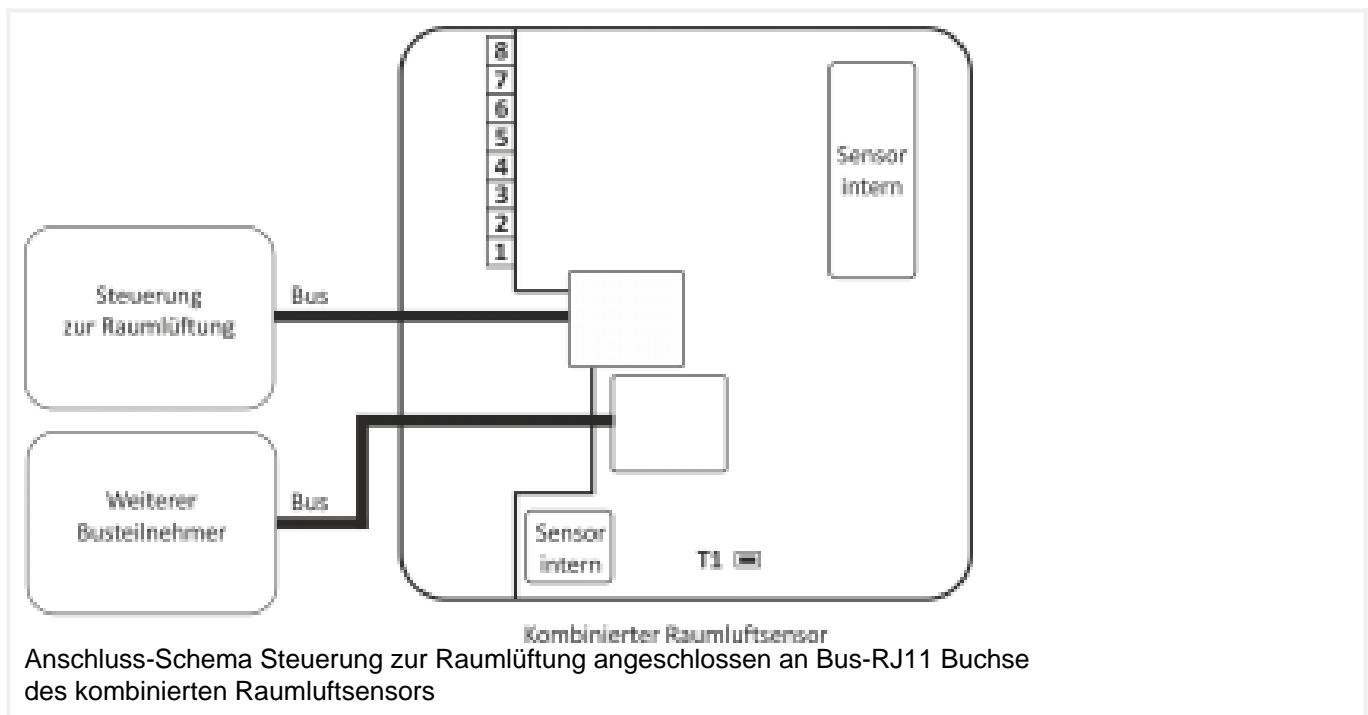 8
7
6
5
4
3
2
1
Sensor
intern
Steuerung
zur Raumlüftung
Bus
Weiterer
Busteilnehmer
Bus
Sensor
intern
T1
Kombinierter Raumluftsensor
Anschluss-Schema Steuerung zur Raumlüftung angeschlossen an Bus-RJ11 Buchse
des kombinierten Raumluftsensors